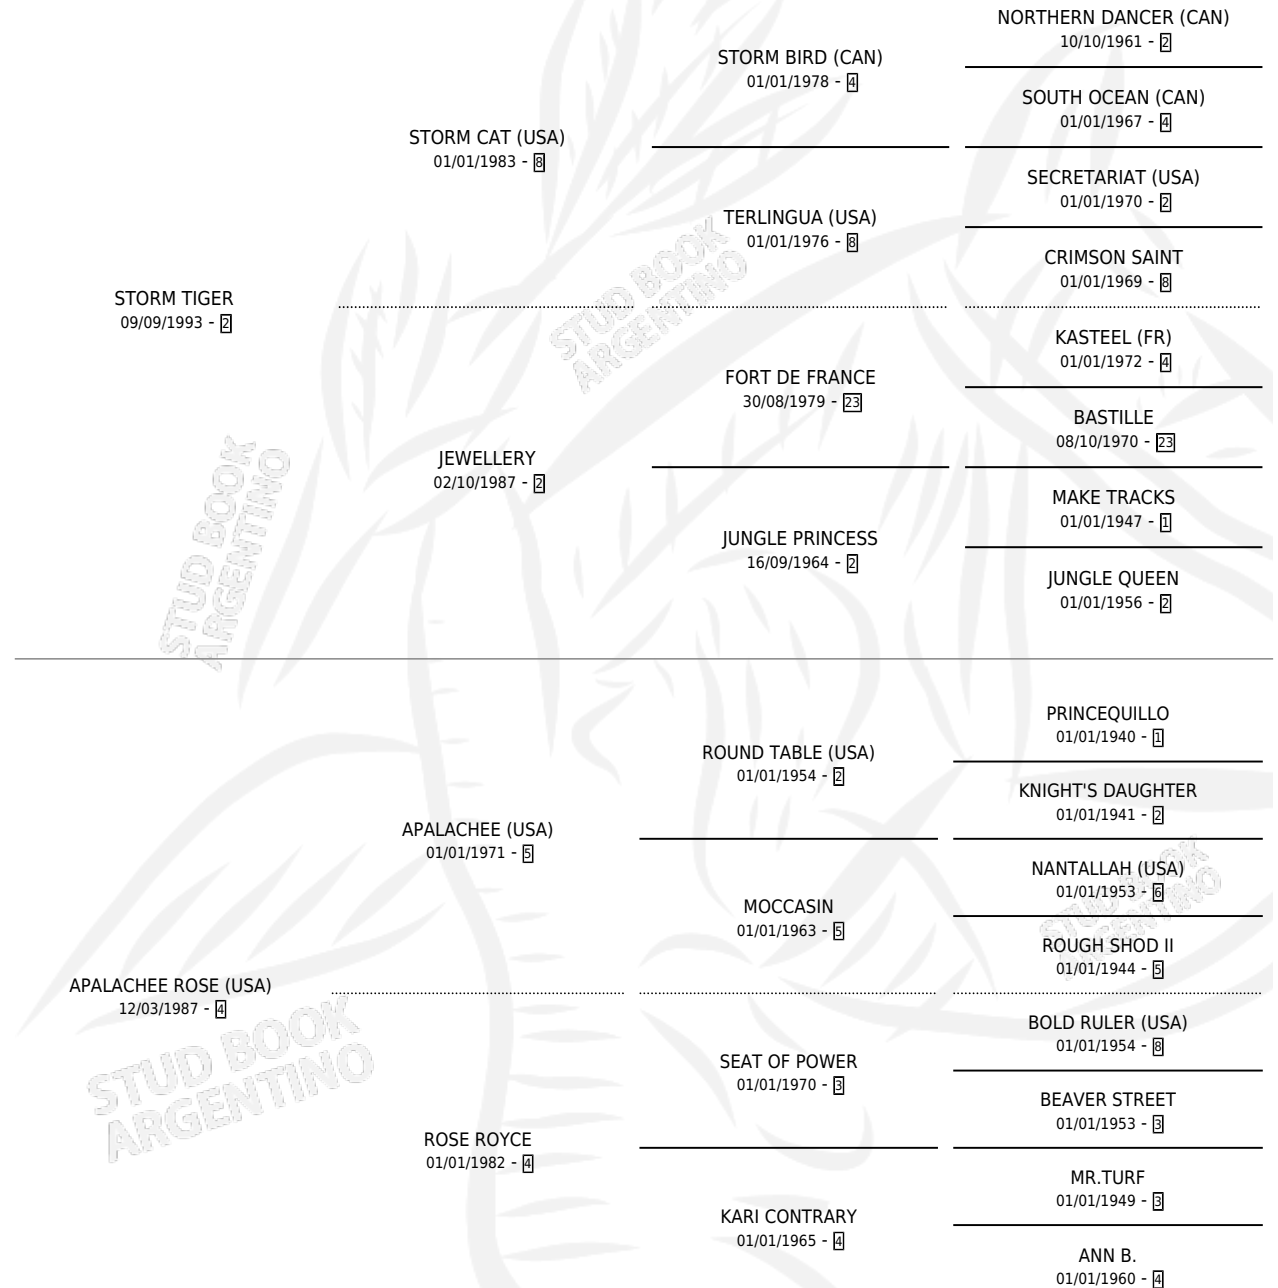 NORTHERN DANCER (CAN)
10/10/1961 - 2
STORM BIRD (CAN)
01/01/1978 - 4
SOUTH OCEAN (CAN)
01/01/1967 - 4
STORM CAT (USA)
01/01/1983 - 8
SECRETARIAT (USA)
01/01/1970 - 2
TERLINGUA (USA)
01/01/1976 - 8
CRIMSON SAINT
01/01/1969 - 8
STORM TIGER
09/09/1993 - 2
STUD BOOK
ARGENTINO
KASTEEL (FR)
01/01/1972 - 4
FORT DE FRANCE
30/08/1979 - 23
BASTILLE
08/10/1970 - 23
JEWELLERY
02/10/1987 - 2
MAKE TRACKS
01/01/1947 - 1
JUNGLE PRINCESS
16/09/1964 - 2
JUNGLE QUEEN
01/01/1956 - 2
STUD BOOK
ARGENTINO
PRINCEQUILLO
01/01/1940 - 1
ROUND TABLE (USA)
01/01/1954 - 2
KNIGHT'S DAUGHTER
01/01/1941 - 2
APALACHEE (USA)
01/01/1971 - 5
NANTALLAH (USA)
01/01/1953 - 6
MOCCASIN
01/01/1963 - 5
STUD BOOK
ARGENTINO
ROUGH SHOD II
01/01/1944 - 5
APALACHEE ROSE (USA)
12/03/1987 - 4
STUD BOOK
ARGENTINO
BOLD RULER (USA)
01/01/1954 - 8
SEAT OF POWER
01/01/1970 - 3
BEAVER STREET
01/01/1953 - 3
ROSE ROYCE
01/01/1982 - 4
MR.TURF
01/01/1949 - 3
KARI CONTRARY
01/01/1965 - 4
ANN B.
01/01/1960 - 4